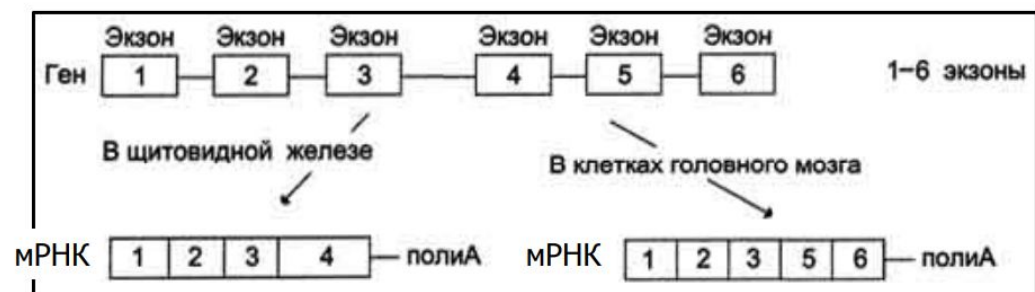 Экзон Экзон Экзон Экзон Экзон Экзон
Ген 1 2 3 4 5 6 1–6 экзоны
В щитовидной железе
В клетках головного мозга
мРНК 1 2 3 4 полиА мРНК 1 2 3 5 6 полиА